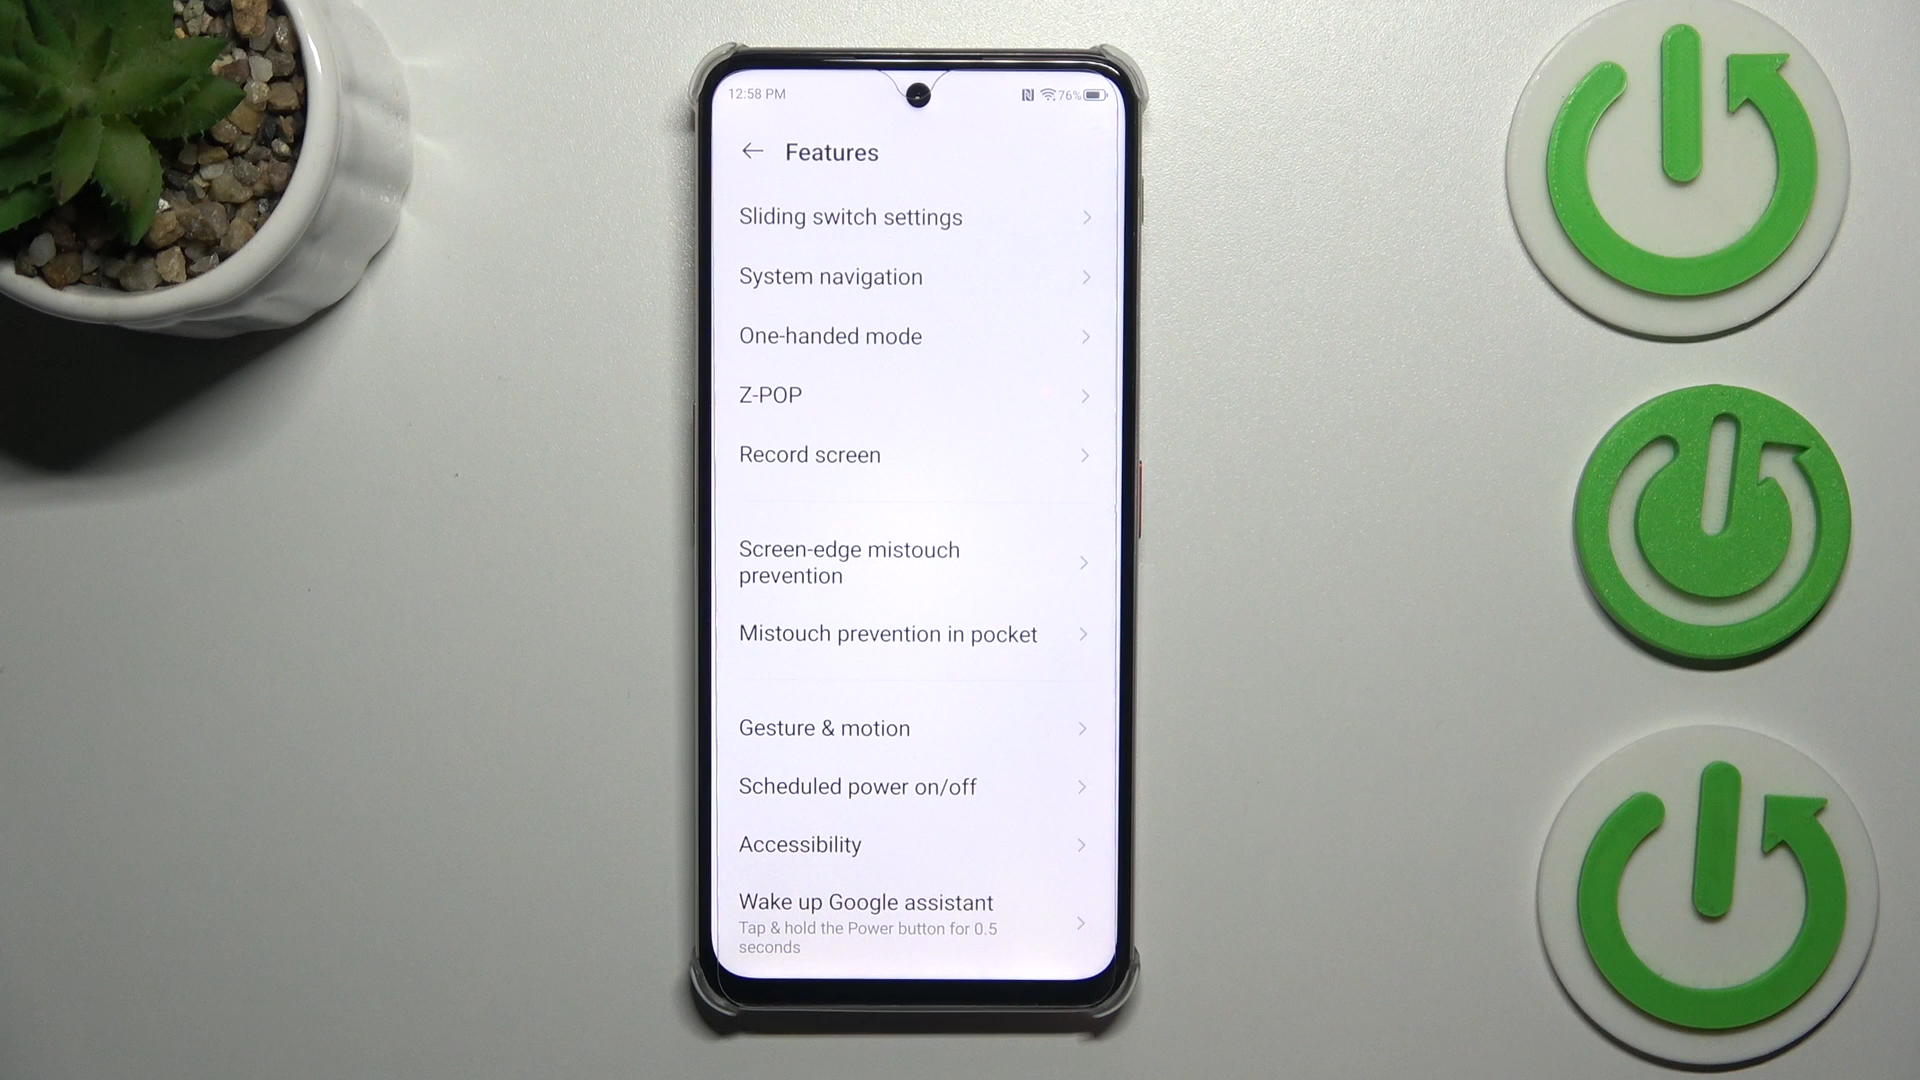 12:58 PM
76%
Features
Sliding switch settings
System navigation
One-handed mode
Z-POP
Record screen
Screen-edge mistouch
prevention
Mistouch prevention in pocket
Gesture & motion
Scheduled power on/off
Accessibility
Wake up Google assistant
Tap & hold the Power button for 0.5
seconds